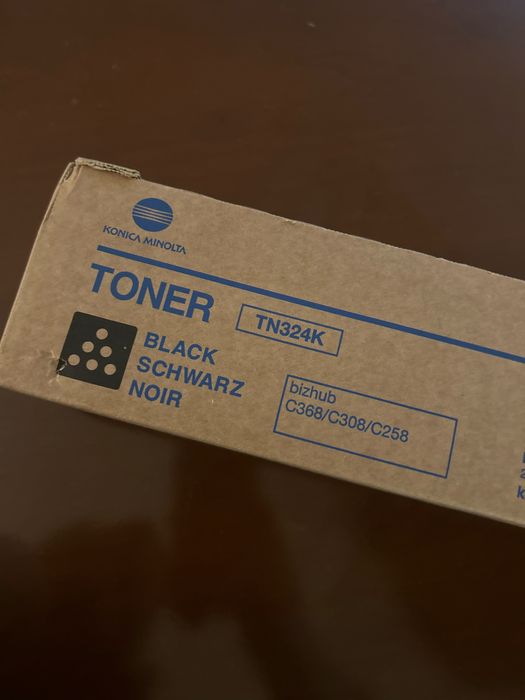 KONICA MINOLTA
TONER
TN324K
BLACK
SCHWARZ
NOIR
bizhub
C368/C308/C258